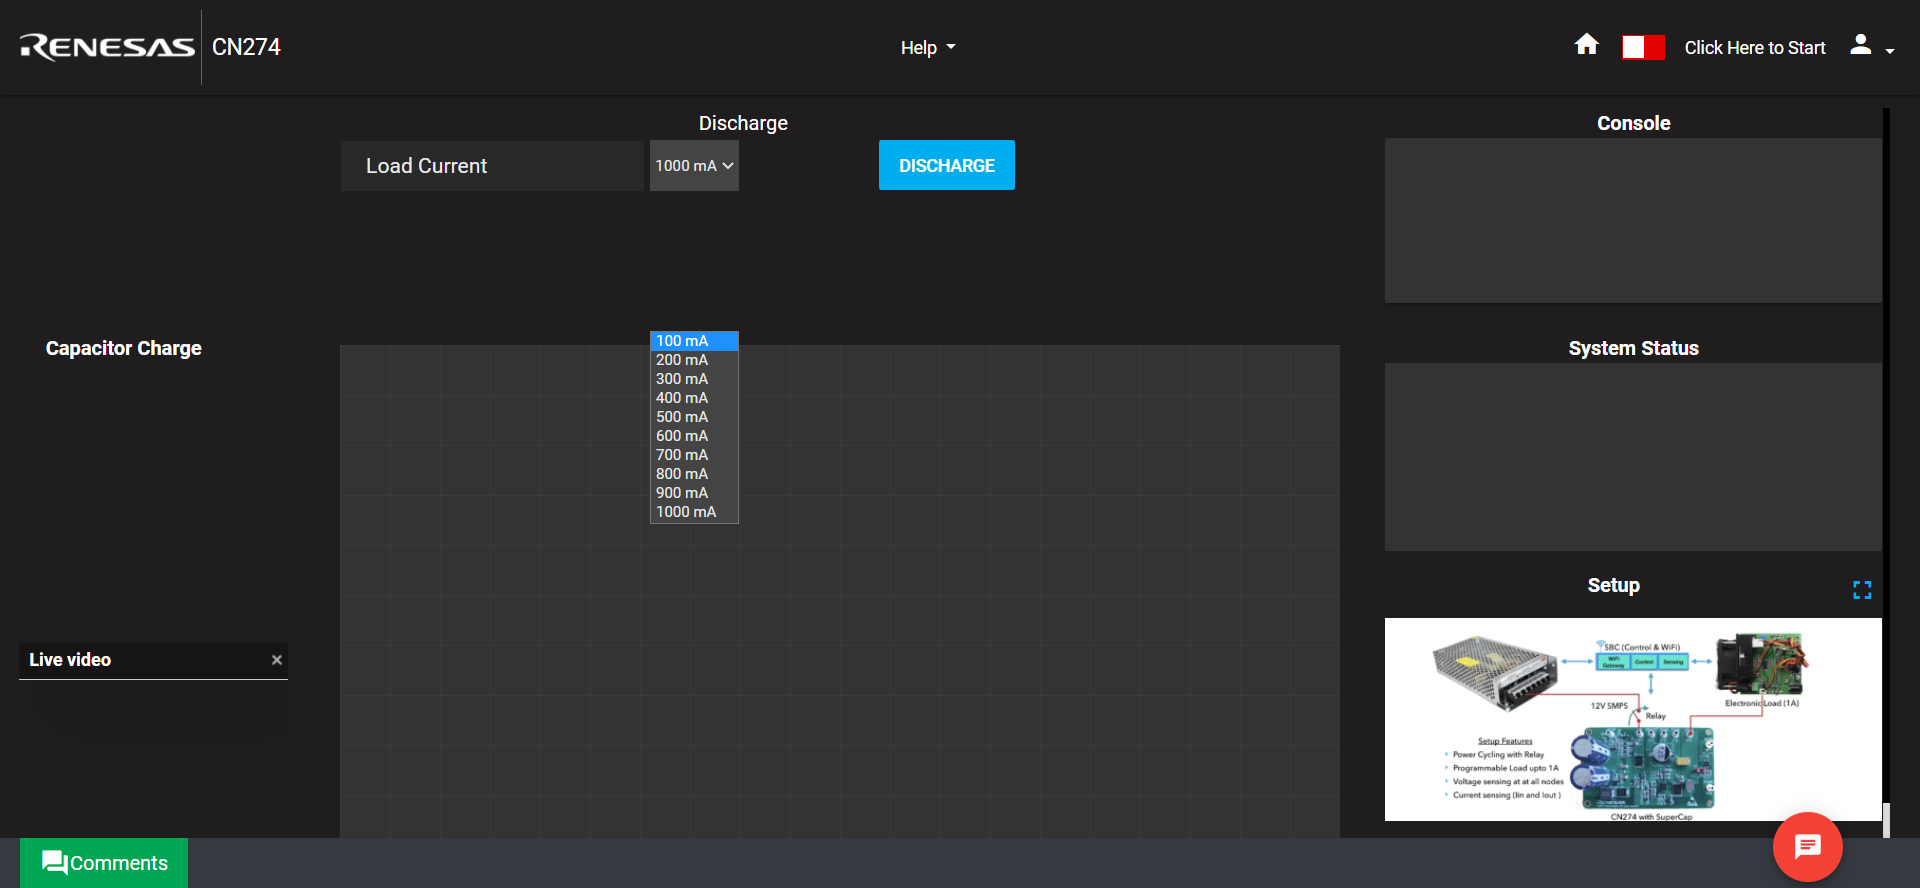 RENESAS CN274
Help
Click Here to Start
Discharge
Load Current
1000 mA
DISCHARGE
Console
Capacitor Charge
100 mA
200 mA
300 mA
400 mA
500 mA
600 mA
700 mA
800 mA
900 mA
1000 mA
System Status
Setup
SBC (Control & WiFi)
WiFi Gateway
Control
Sensing
12V SMPS
Relay
Electronic Load (1A)
Setup Features
Power Cycling with Relay
Programmable Load upto 1A
Voltage sensing at at all nodes
Current sensing (Iin and Iout )
RENESAS
CN274 with SuperCap
Live video
Comments